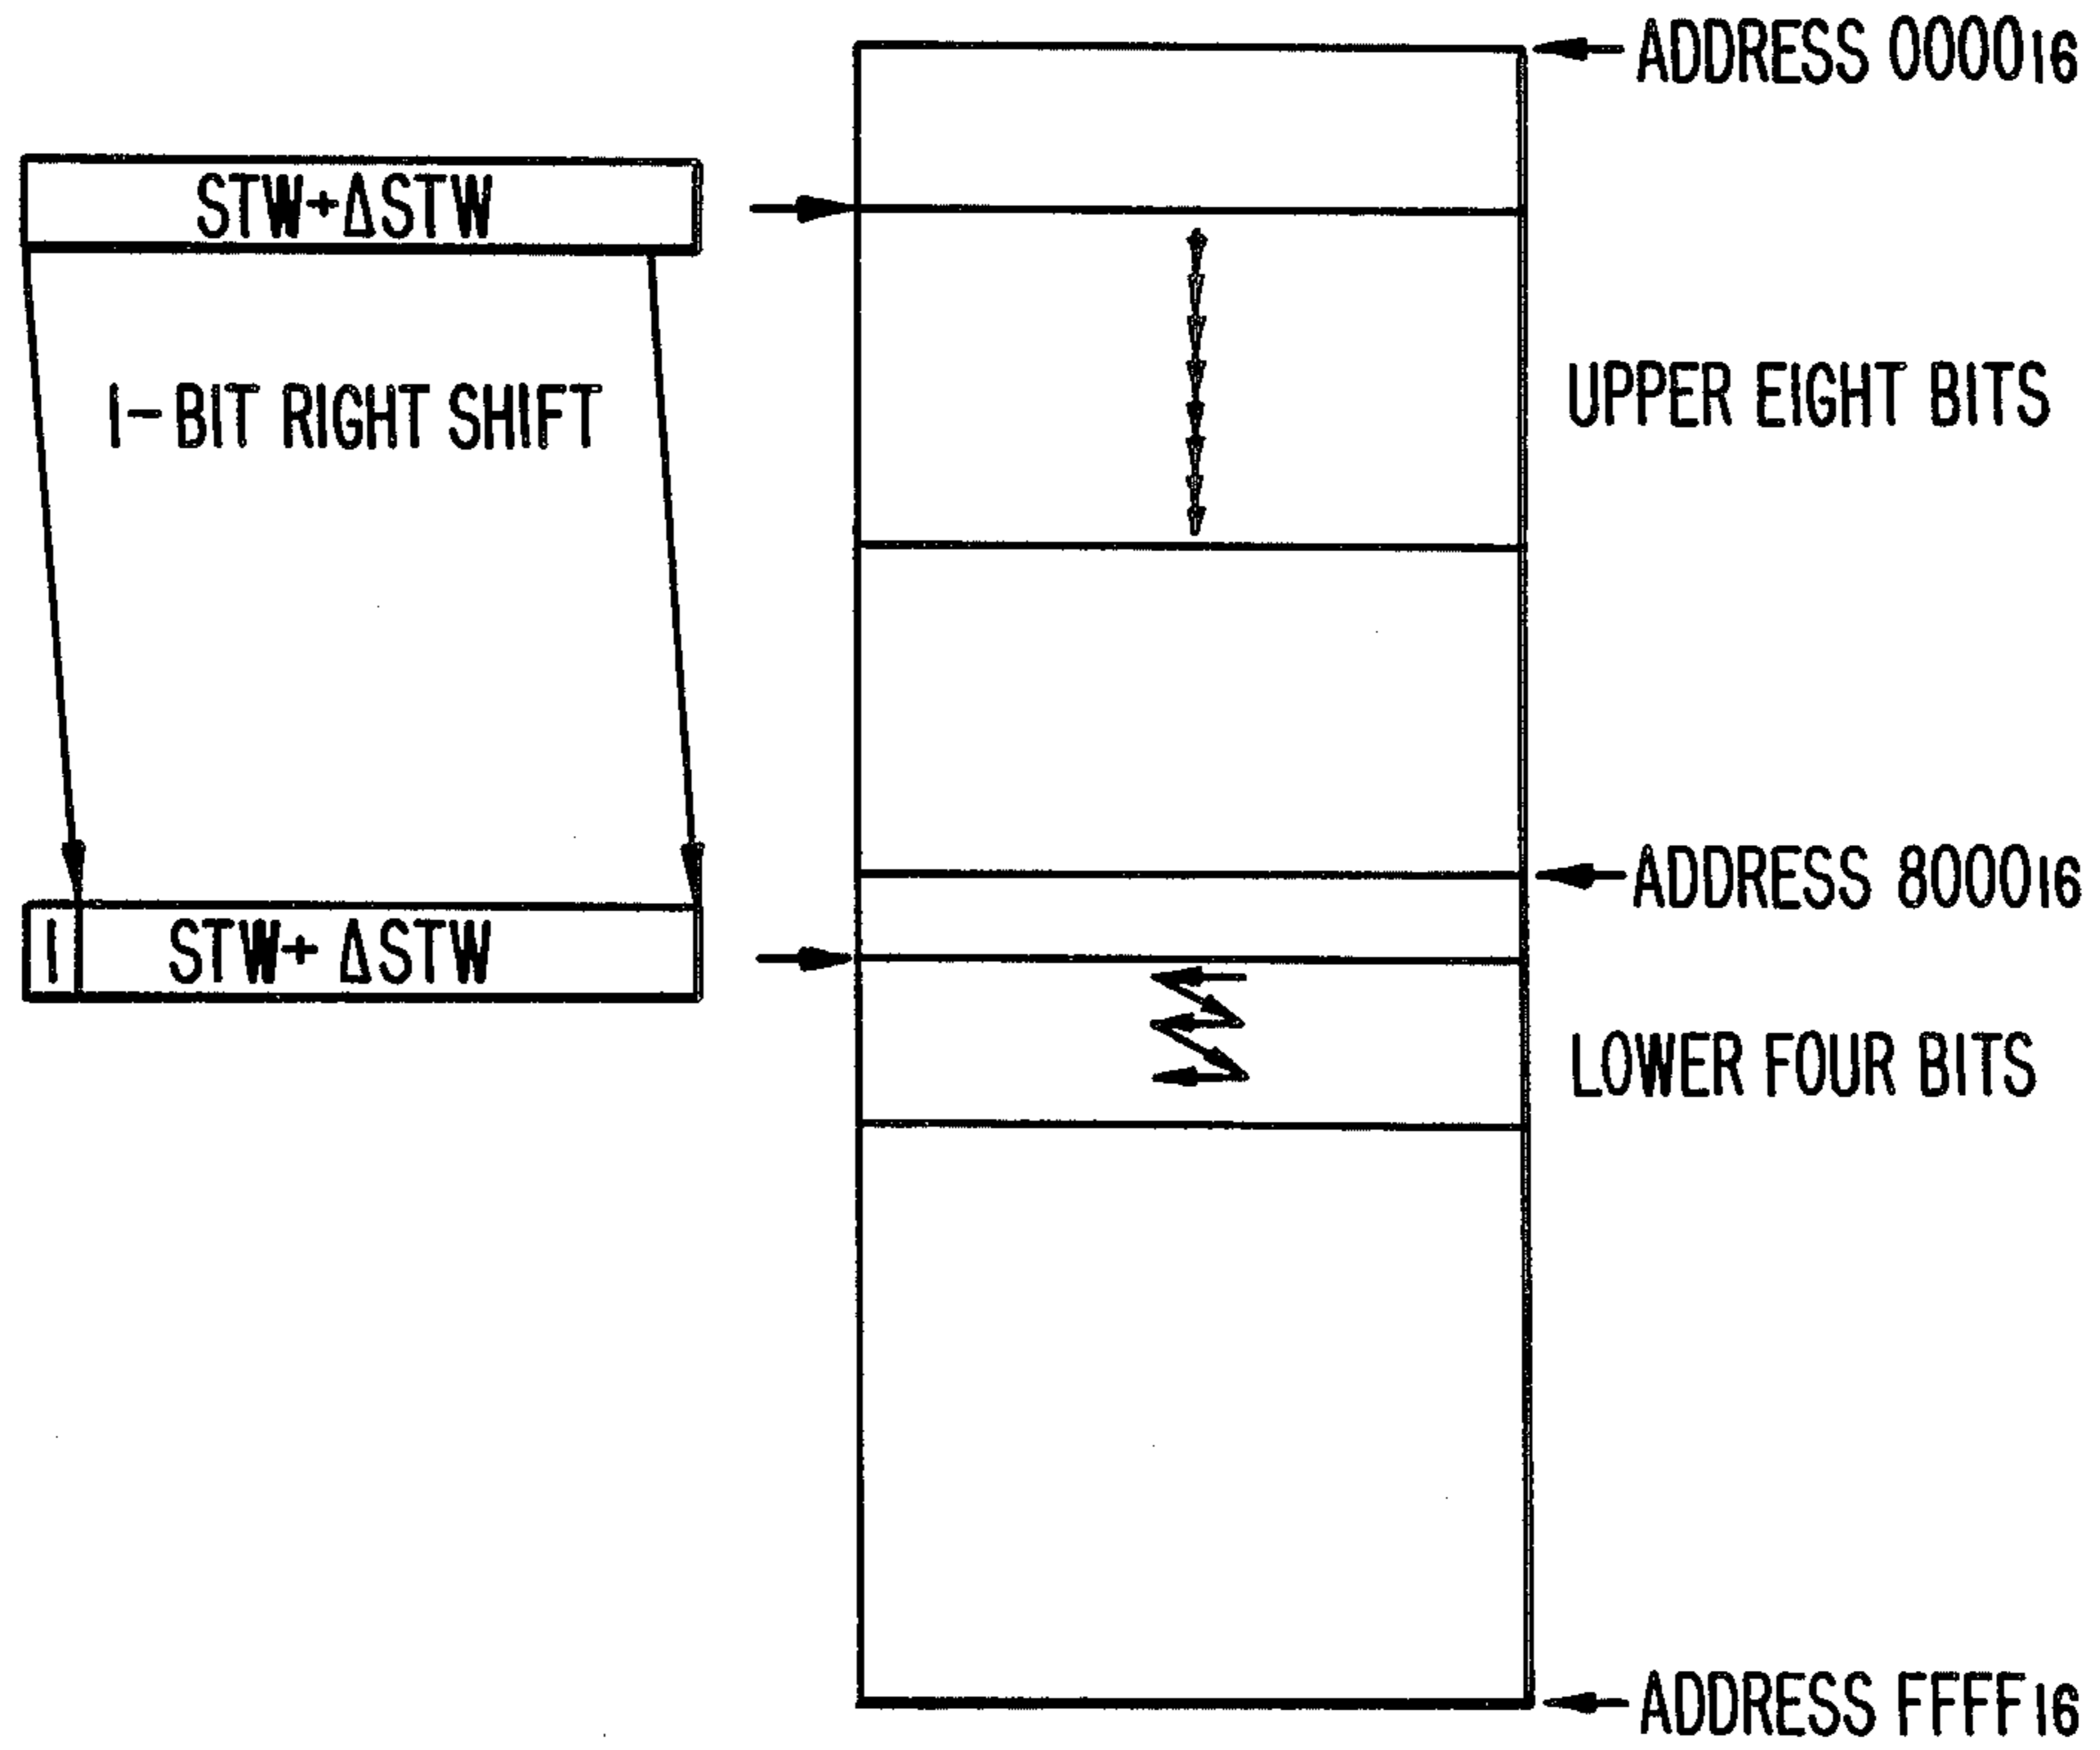 ADDRESS 0000₁₆
STW+ΔSTW
1-BIT RIGHT SHIFT
UPPER EIGHT BITS
ADDRESS 8000₁₆
1 STW+ ΔSTW
LOWER FOUR BITS
ADDRESS FFFF₁₆